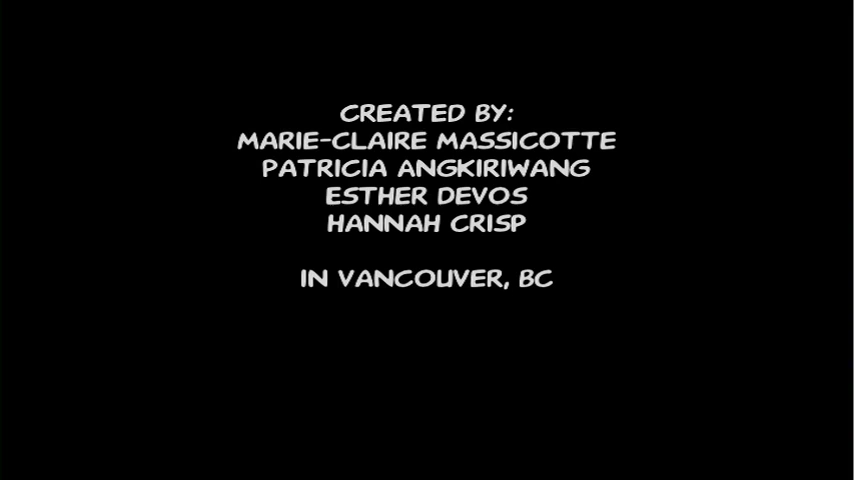 CREATED BY:
MARIE-CLAIRE MASSICOTTE
PATRICIA ANGKIRIWANG
ESTHER DEVOS
HANNAH CRISP
IN VANCOUVER, BC